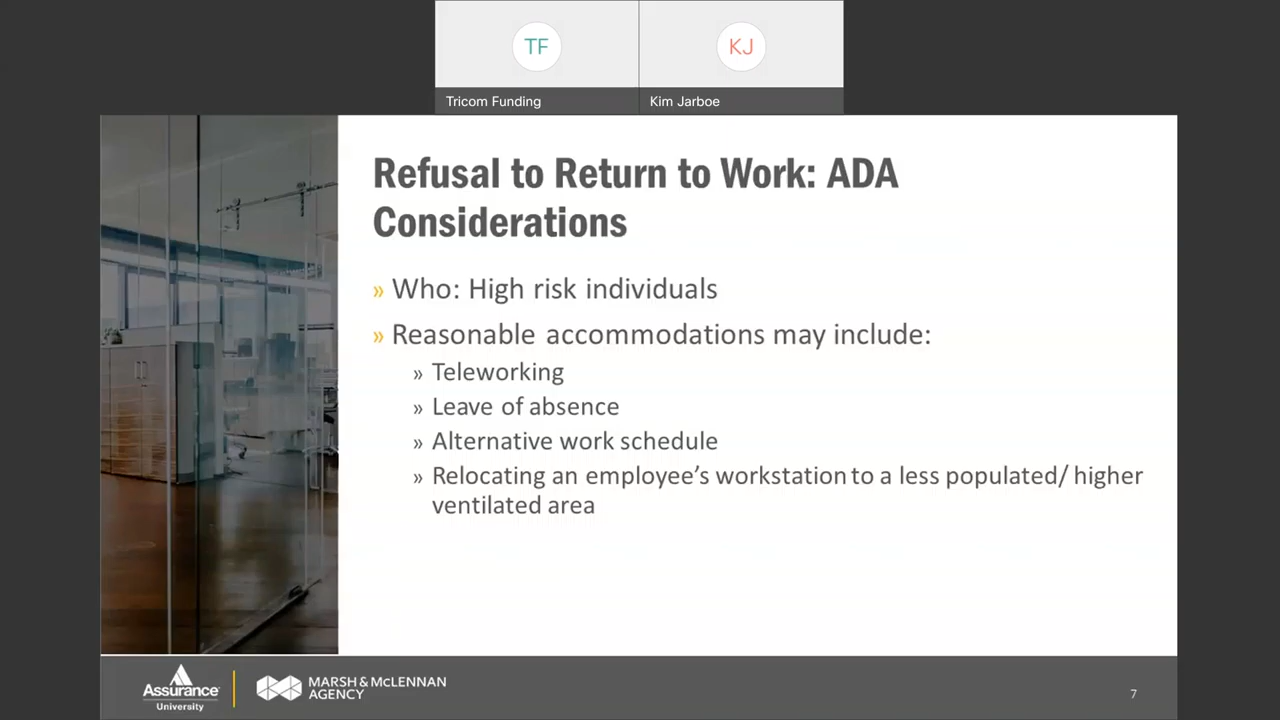 TF
KJ
Tricom Funding
Kim Jarboe
Refusal to Return to Work: ADA
Considerations
» Who: High risk individuals
» Reasonable accommodations may include:
» Teleworking
» Leave of absence
» Alternative work schedule
» Relocating an employee's workstation to a less populated/ higher
ventilated area
Assurance
University
MARSH & McLENNAN
AGENCY
7